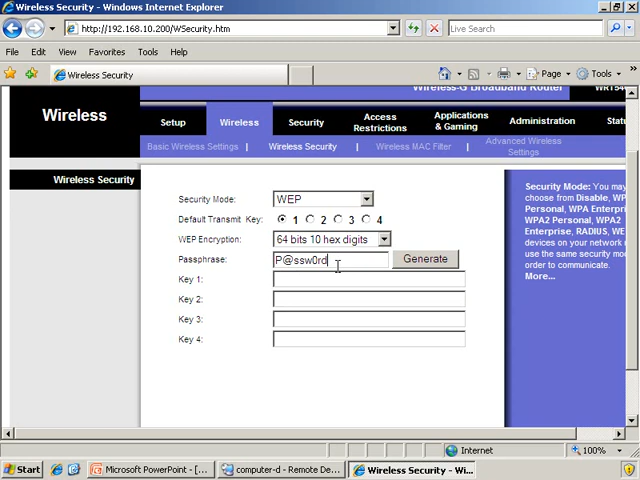 Wireless Security - Windows Internet Explorer
http://192.168.10.200/WSecurity.htm
Live Search
File Edit View Favorites Tools Help
Wireless Security
Page Tools
Wireless-G Broadband Router
Wireless
Setup Wireless Security Access Restrictions Applications & Gaming Administration Statu
Basic Wireless Settings | Wireless Security | Wireless MAC Filter | Advanced Wireless Settings
Wireless Security
Security Mode: WEP
Default Transmit Key: 1 2 3 4
WEP Encryption: 64 bits 10 hex digits
Passphrase: P@ssw0rd Generate
Key 1:
Key 2:
Key 3:
Key 4:
Security Mode: You may
choose from Disable, WEP
Personal, WPA Enterpris
WPA2 Personal, WPA2
Enterprise, RADIUS, WE
devices on your network m
use the same security mod
order to communicate.
More...
Internet 100%
Start Microsoft PowerPoint - [... computer-d - Remote De... Wireless Security - Wi...